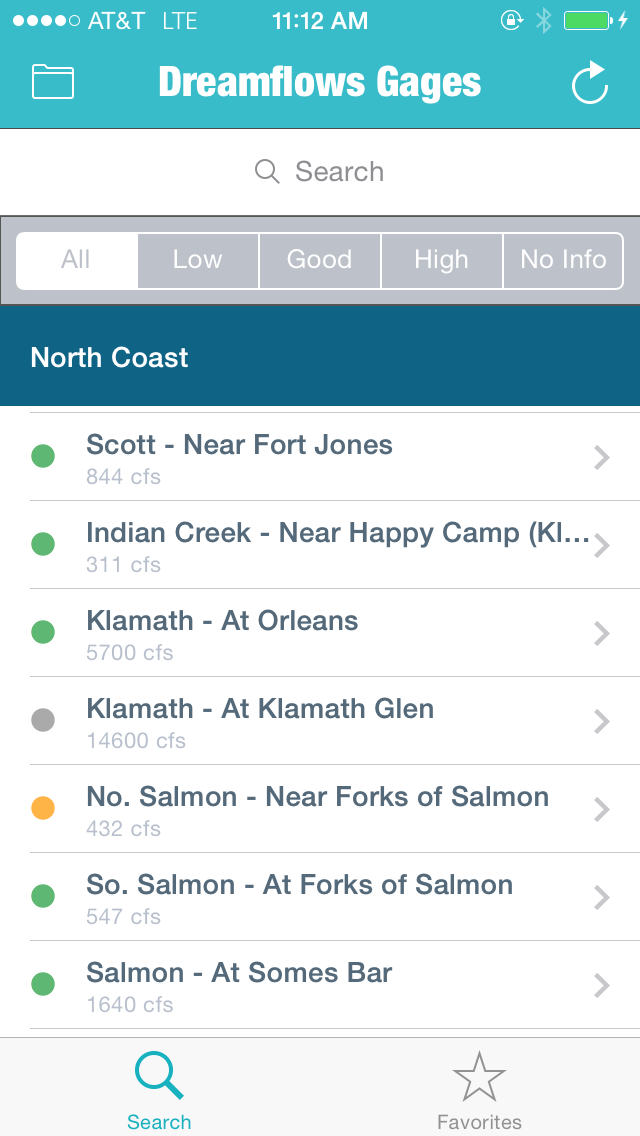 AT&T LTE 11:12 AM
Dreamflows Gages
Search
All Low Good High No Info
North Coast
Scott - Near Fort Jones
844 cfs
Indian Creek - Near Happy Camp (Kl...
311 cfs
Klamath - At Orleans
5700 cfs
Klamath - At Klamath Glen
14600 cfs
No. Salmon - Near Forks of Salmon
432 cfs
So. Salmon - At Forks of Salmon
547 cfs
Salmon - At Somes Bar
1640 cfs
Search Favorites